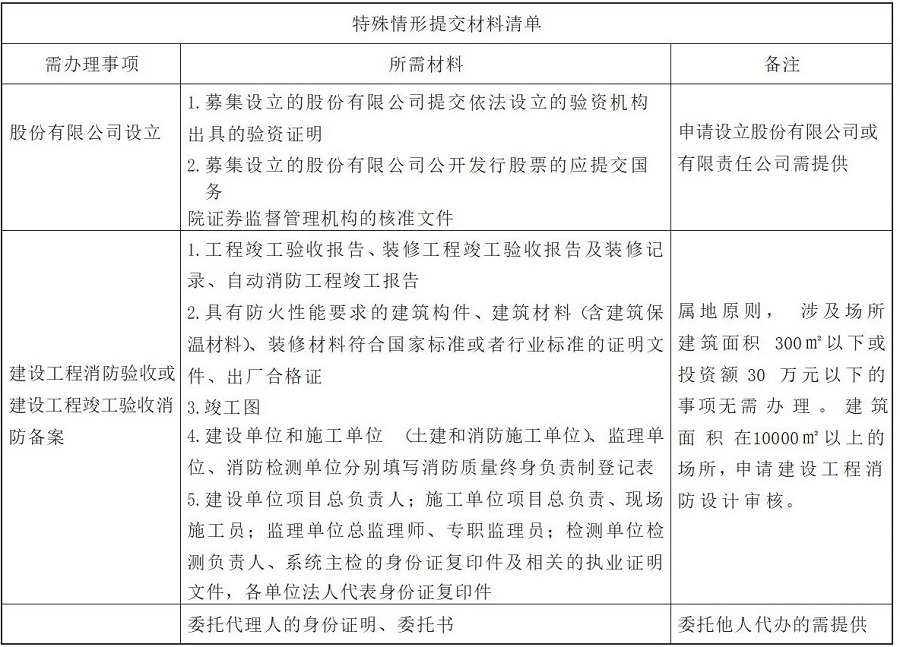 特殊情形提交材料清单
需办理事项
所需材料
备注
股份有限公司设立
1.募集设立的股份有限公司提交依法设立的验资机构
出具的验资证明
2.募集设立的股份有限公司公开发行股票的应提交国
务
院证券监督管理机构的核准文件
申请设立股份有限公司或
有限责任公司需提供
建设工程消防验收或
建设工程竣工验收消
防备案
1.工程竣工验收报告、装修工程竣工验收报告及装修记
录、自动消防工程竣工报告
2.具有防火性能要求的建筑构件、建筑材料(含建筑保
温材料)、装修材料符合国家标准或者行业标准的证明文
件、出厂合格证
3.竣工图
4.建设单位和施工单位 (土建和消防施工单位)、监理单
位、消防检测单位分别填写消防质量终身负责制登记表
5.建设单位项目总负责人；施工单位项目总负责、现场
施工员；监理单位总监理师、专职监理员；检测单位检
测负责人、系统主检的身份证复印件及相关的执业证明
文件，各单位法人代表身份证复印件
属地原则， 涉及场所
建筑面积 300㎡以下或
投资额30 万元以下的
事项无需办理。建筑
面积在10000㎡以上的
场所，申请建设工程消
防设计审核。
委托代理人的身份证明、委托书
委托他人代办的需提供